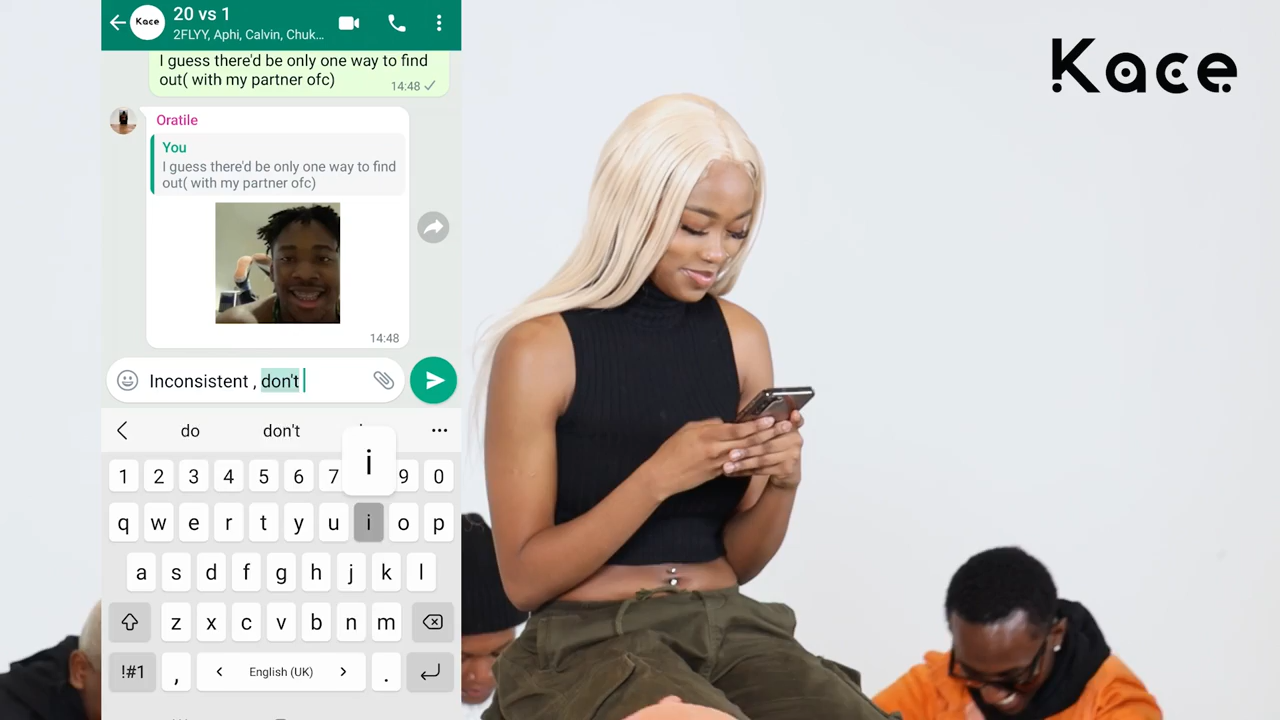 Kace
20 vs 1
2FLYY, Aphi, Calvin, Chuk...
I guess there'd be only one way to find
out( with my partner ofc)
14:48
Oratile
You
I guess there'd be only one way to find
out( with my partner ofc)
14:48
Inconsistent , don't
do don't
i
1 2 3 4 5 6 7 9 0
q w e r t y u i o p
a s d f g h j k l
z x c v b n m
!#1 , < English (UK) > .
Kace